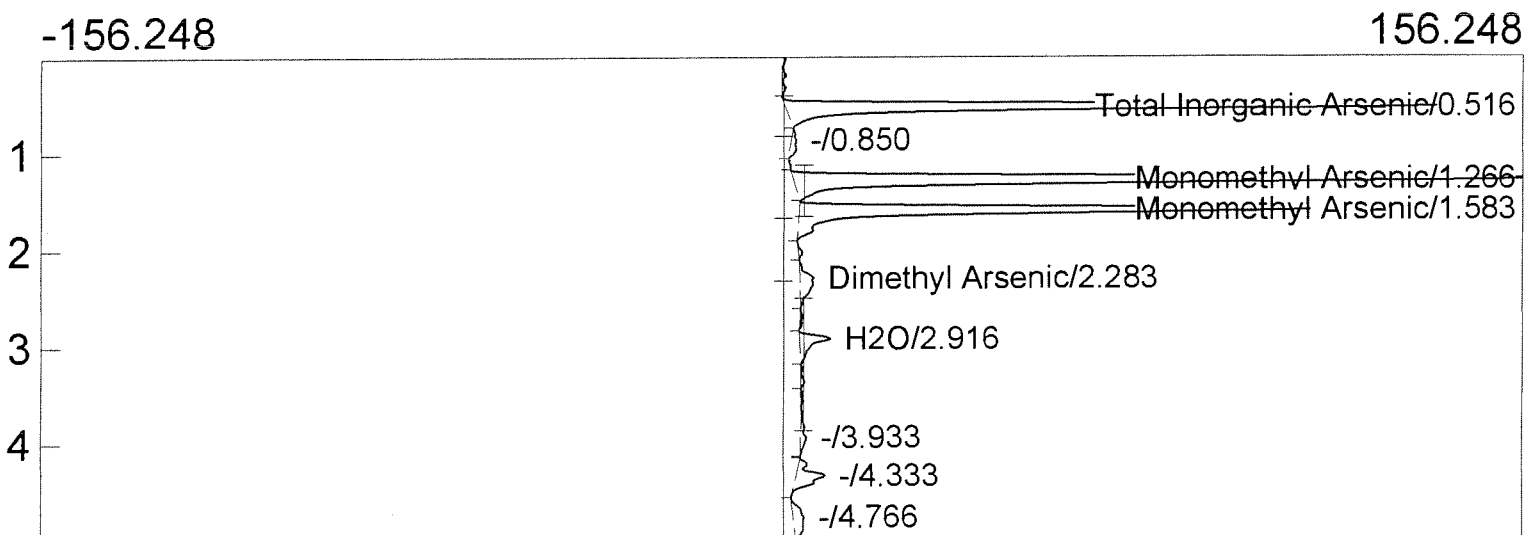 -156.248 156.248
Total Inorganic Arsenic/0.516
-/0.850
1
Monomethyl Arsenic/1.266
Monomethyl Arsenic/1.583
2
Dimethyl Arsenic/2.283
H2O/2.916
3
-/3.933
4
-/4.333
-/4.766